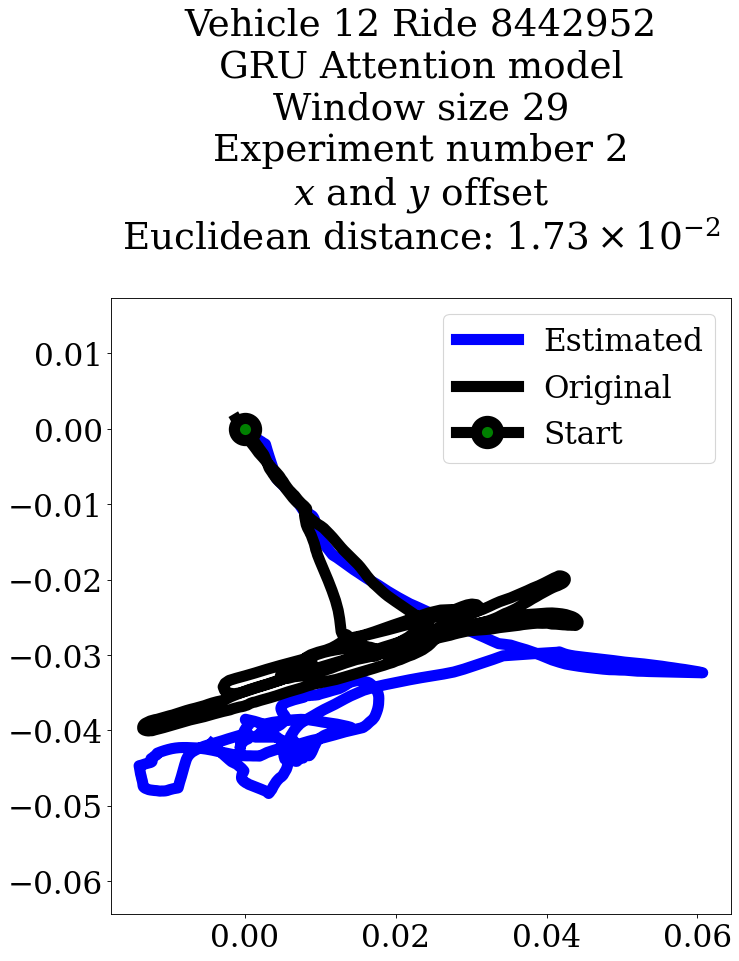 Vehicle 12 Ride 8442952
GRU Attention model
Window size 29
Experiment number 2
x and y offset
Euclidean distance: 1.73 × 10⁻²
Estimated
Original
Start
0.01
0.00
−0.01
−0.02
−0.03
−0.04
−0.05
−0.06
0.00 0.02 0.04 0.06